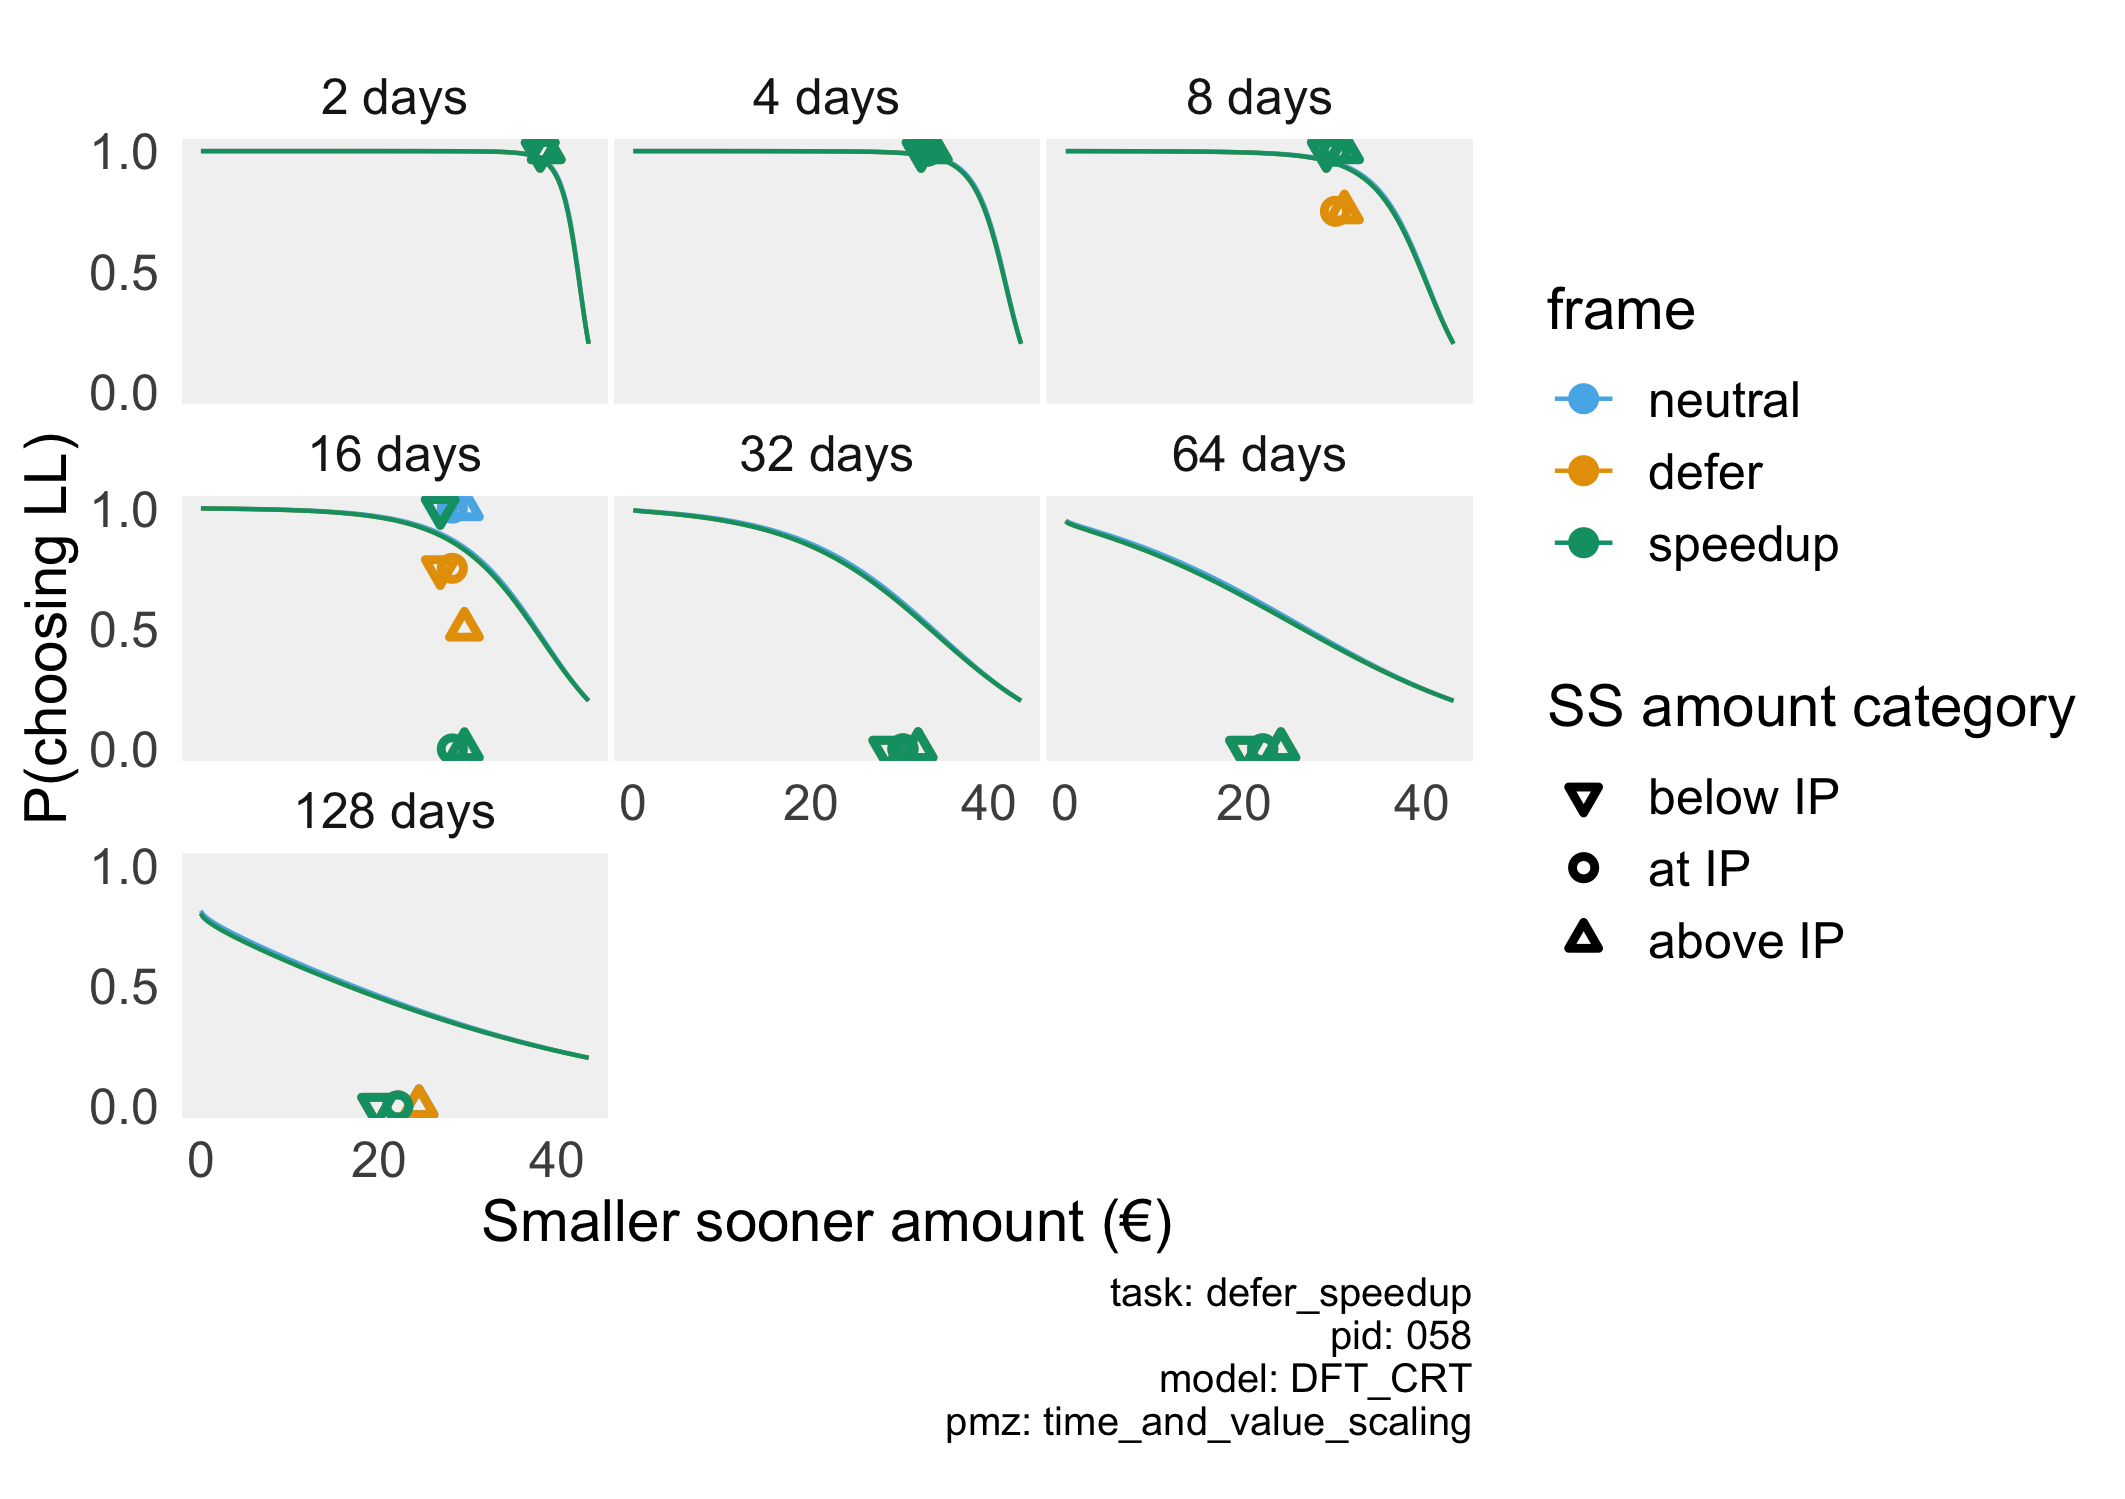 2 days
4 days
8 days
1.0
0.5
0.0
16 days
32 days
64 days
1.0
0.5
0.0
0
20
40
0
20
40
128 days
1.0
0.5
0.0
0
20
40
P(choosing LL)
Smaller sooner amount (€)
frame
neutral
defer
speedup
SS amount category
below IP
at IP
above IP
task: defer_speedup
pid: 058
model: DFT_CRT
pmz: time_and_value_scaling